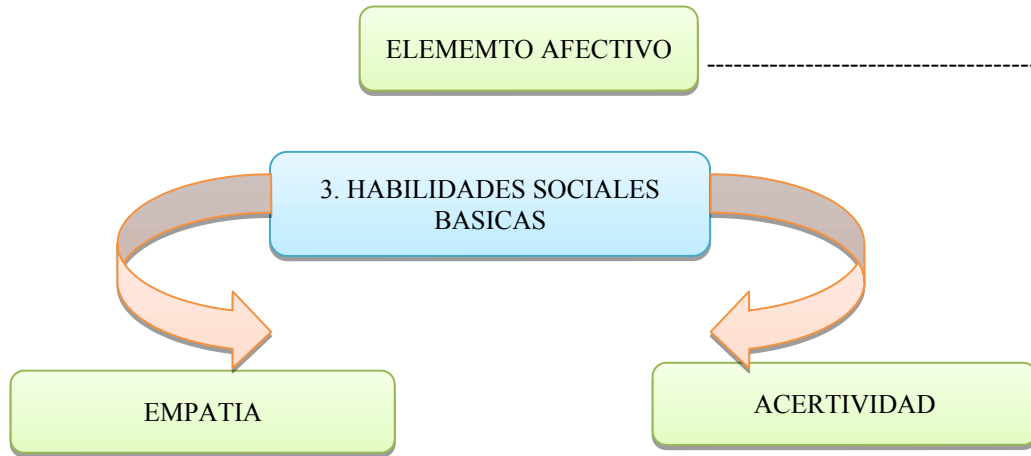 ELEMEMTO AFECTIVO
------------------------------------
3. HABILIDADES SOCIALES
BASICAS
EMPATIA
ACERTIVIDAD